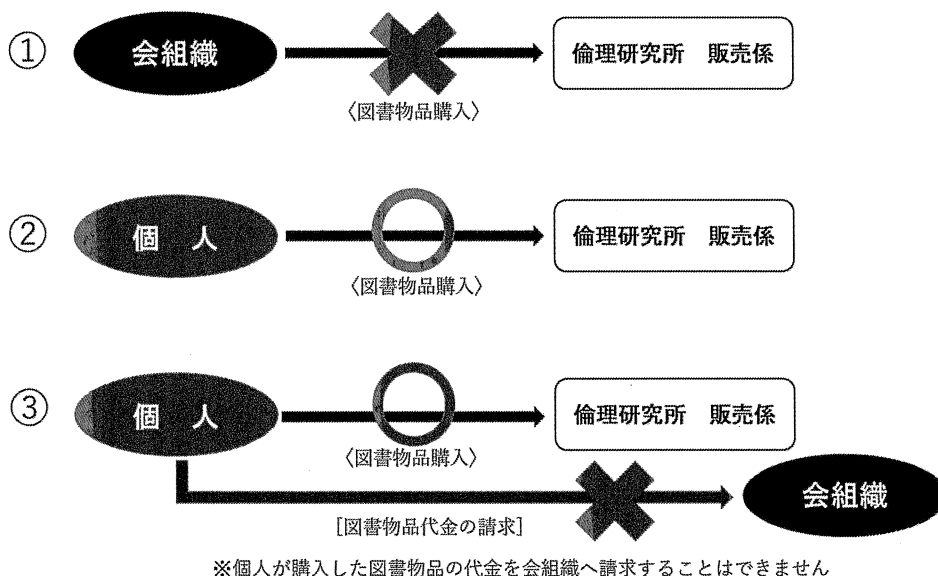 ① 会組織 倫理研究所 販売係
〈図書物品購入〉
② 個 人 倫理研究所 販売係
〈図書物品購入〉
③ 個 人 倫理研究所 販売係
〈図書物品購入〉
会組織
[図書物品代金の請求]
※個人が購入した図書物品の代金を会組織へ請求することはできません